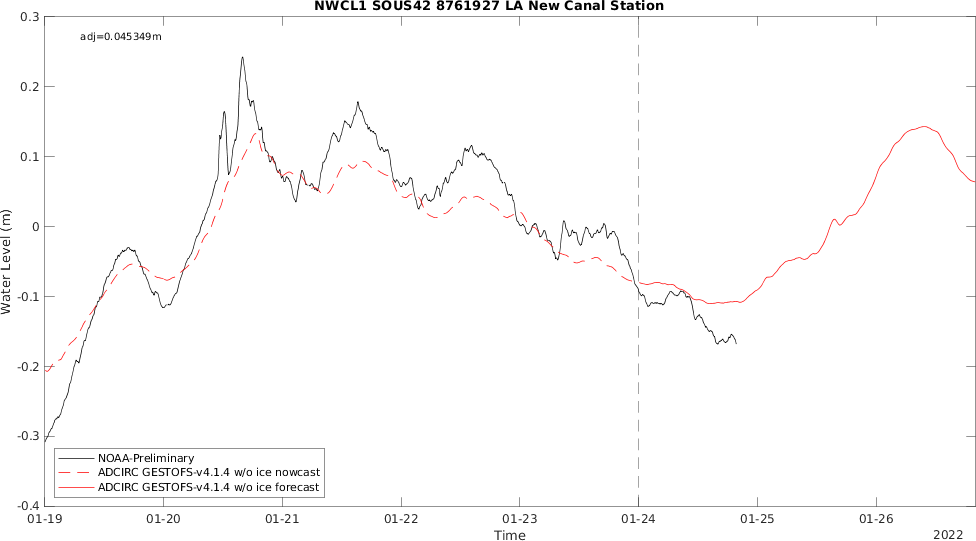 NWCL1 SOUS42 8761927 LA New Canal Station
adj=0.045349m
Water Level (m)
0.3
0.2
0.1
0
-0.1
-0.2
-0.3
-0.4
NOAA-Preliminary
ADCIRC GESTOFS-v4.1.4 w/o ice nowcast
ADCIRC GESTOFS-v4.1.4 w/o ice forecast
01-19 01-20 01-21 01-22 01-23 01-24 01-25 01-26
Time
2022